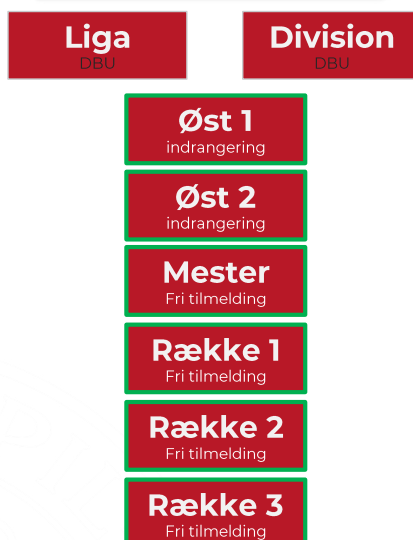 Liga
DBU
Division
DBU
Øst 1
indrangering
Øst 2
indrangering
Mester
Fri tilmelding
Række 1
Fri tilmelding
Række 2
Fri tilmelding
Række 3
Fri tilmelding